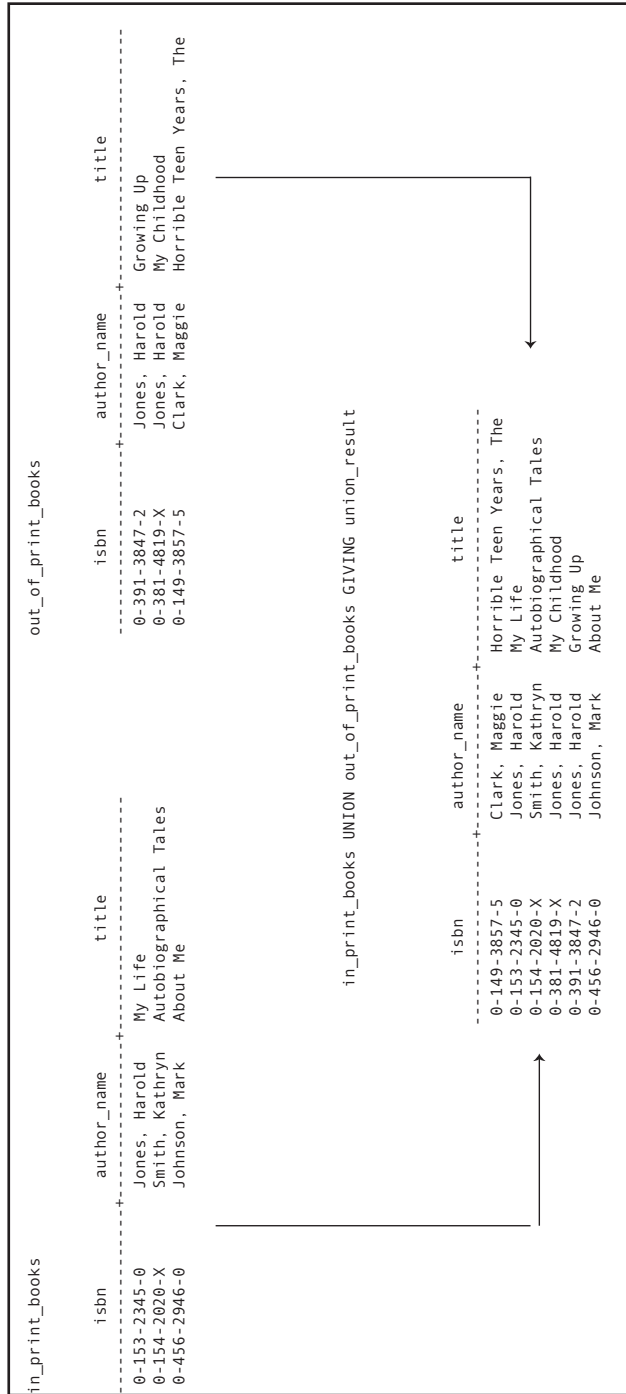 in_print_books
isbn author_name title
--------------------+--------------------+--------------------
0-153-2345-0 Jones, Harold My Life
0-154-2020-X Smith, Kathryn Autobiographical Tales
0-456-2946-0 Johnson, Mark About Me
out_of_print_books
isbn author_name title
--------------------+--------------------+--------------------
0-391-3847-2 Jones, Harold Growing Up
0-381-4819-X Jones, Harold My Childhood
0-149-3857-5 Clark, Maggie Horrible Teen Years, The
in_print_books UNION out_of_print_books GIVING union_result
isbn author_name title
--------------------+--------------------+--------------------
0-149-3857-5 Clark, Maggie Horrible Teen Years, The
0-153-2345-0 Jones, Harold My Life
0-154-2020-X Smith, Kathryn Autobiographical Tales
0-381-4819-X Jones, Harold My Childhood
0-391-3847-2 Jones, Harold Growing Up
0-456-2946-0 Johnson, Mark About Me